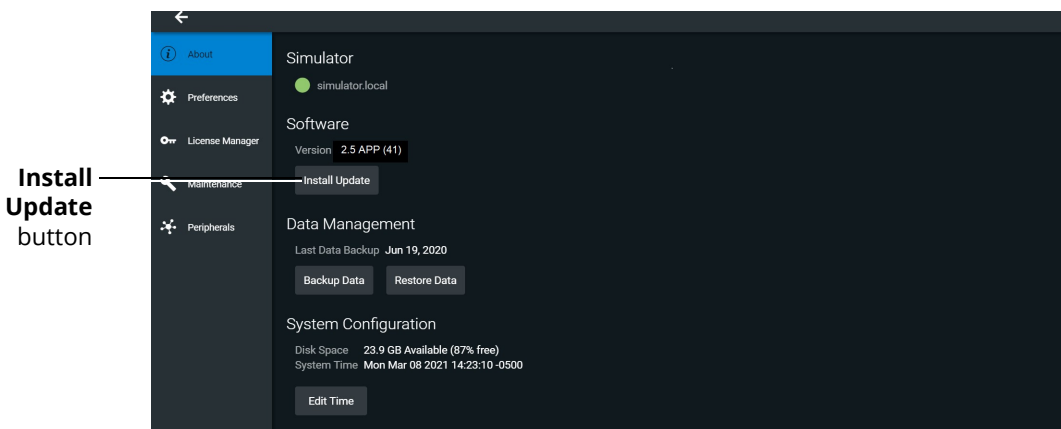 About
Preferences
License Manager
Maintenance
Peripherals
Install
Update
button
Simulator
simulator.local
Software
Version 2.5 APP (41)
Install Update
Data Management
Last Data Backup Jun 19, 2020
Backup Data Restore Data
System Configuration
Disk Space 23.9 GB Available (87% free)
System Time Mon Mar 08 2021 14:23:10 -0500
Edit Time